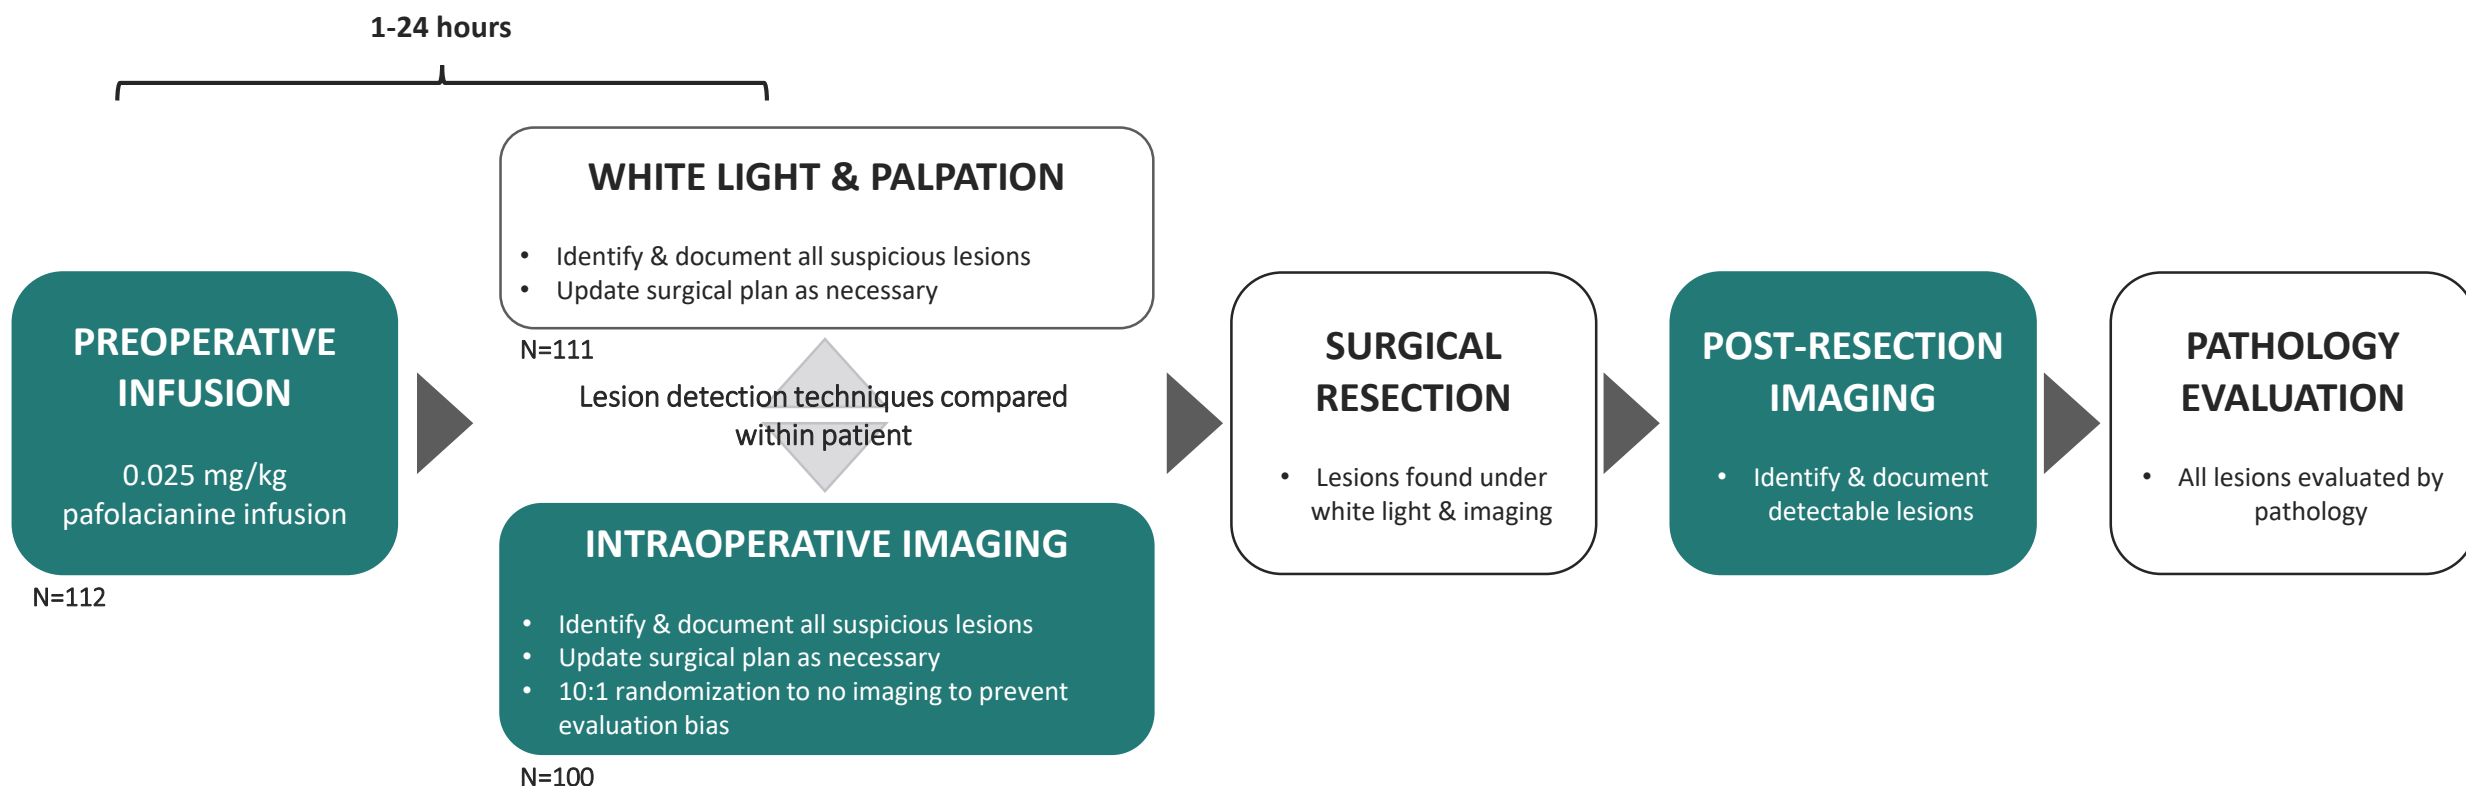 1-24 hours
PREOPERATIVE
INFUSION
0.025 mg/kg
pafolacianine infusion
N=112
WHITE LIGHT & PALPATION
• Identify & document all suspicious lesions
• Update surgical plan as necessary
N=111
Lesion detection techniques compared
within patient
INTRAOPERATIVE IMAGING
• Identify & document all suspicious lesions
• Update surgical plan as necessary
• 10:1 randomization to no imaging to prevent
evaluation bias
N=100
SURGICAL
RESECTION
• Lesions found under
white light & imaging
POST-RESECTION
IMAGING
• Identify & document
detectable lesions
PATHOLOGY
EVALUATION
• All lesions evaluated by
pathology